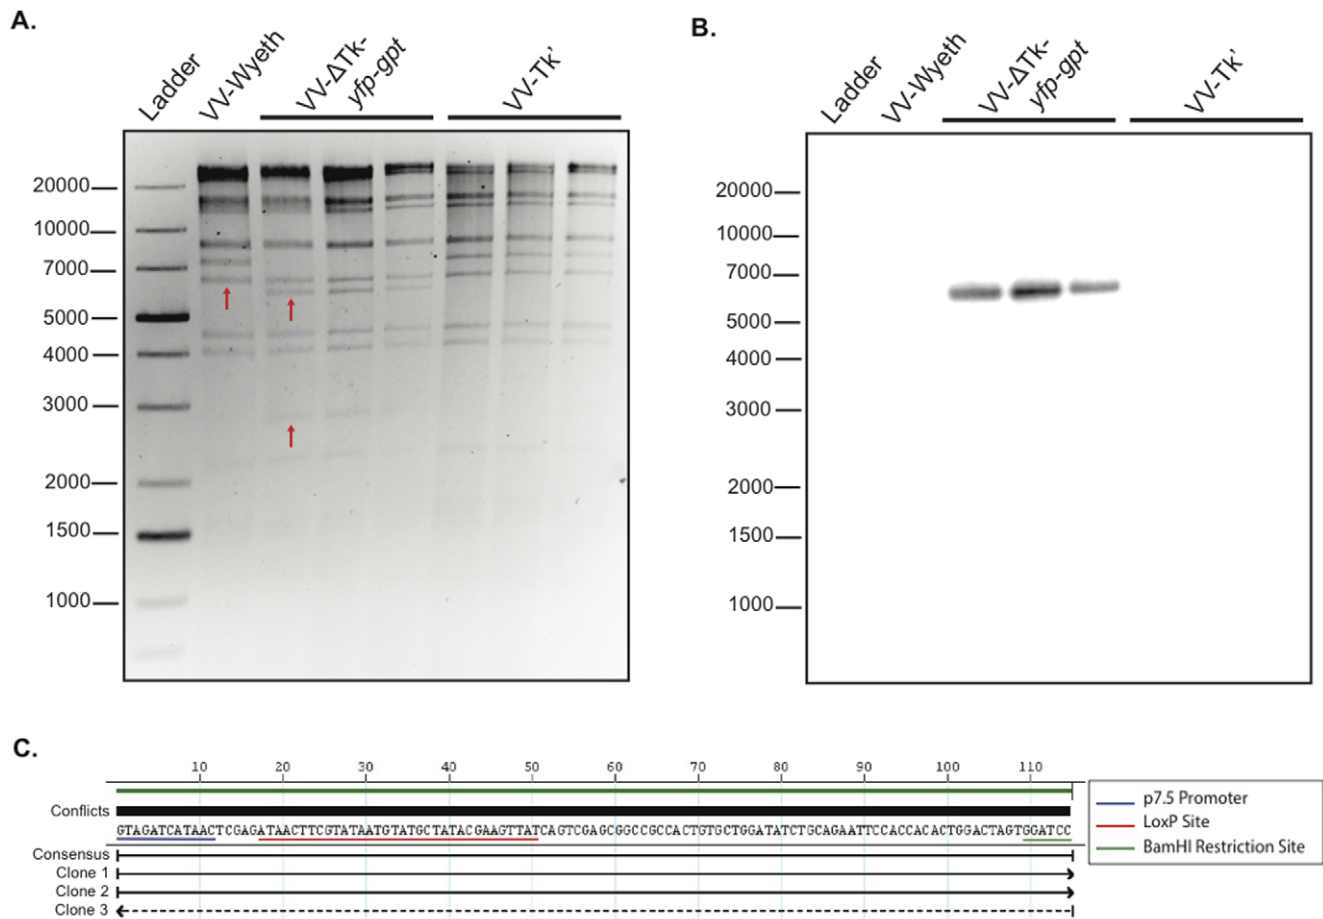 A.
Ladder
VV-Wyeth
VV-ΔTk-
yfp-gpt
VV-Tk’
20000
10000
7000
5000
4000
3000
2000
1500
1000
B.
Ladder
VV-Wyeth
VV-ΔTk-
yfp-gpt
VV-Tk’
20000
10000
7000
5000
4000
3000
2000
1500
1000
C.
10 20 30 40 50 60 70 80 90 100 110
Conflicts
GTAGATCATAACTCGAGATAACTTCGTATAATGTATGCTATACGAAGTTATCAGTCGAGCGGCCGCCACTGTGCTGGATATCTGCAGAATTCCACCACACTGGACTAGTGGATCC
Consensus
Clone 1
Clone 2
Clone 3
p7.5 Promoter
LoxP Site
BamHI Restriction Site